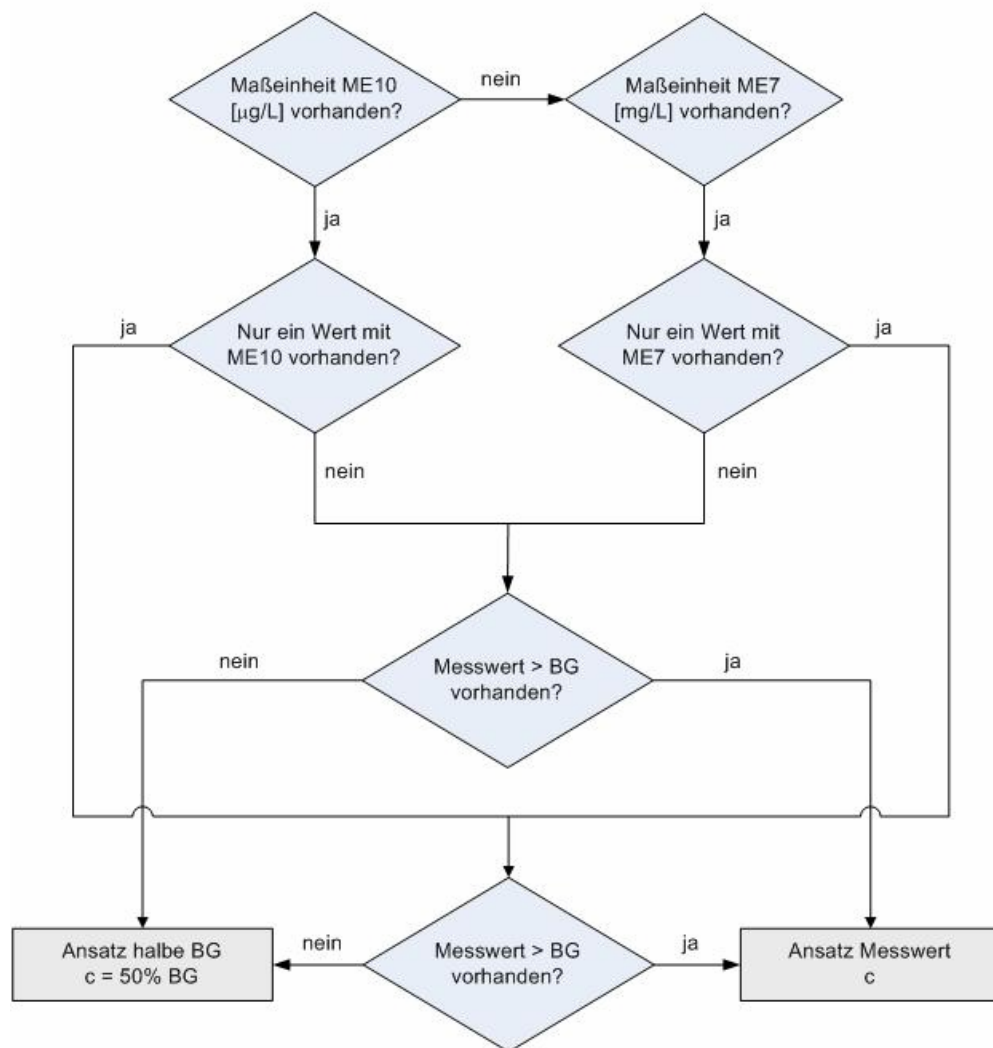 Maßeinheit ME10
[µg/L] vorhanden?
nein
Maßeinheit ME7
[mg/L] vorhanden?
ja
ja
ja
Nur ein Wert mit
ME10 vorhanden?
Nur ein Wert mit
ME7 vorhanden?
ja
nein
nein
nein
Messwert > BG
vorhanden?
ja
Ansatz halbe BG
c = 50% BG
nein
Messwert > BG
vorhanden?
ja
Ansatz Messwert
c